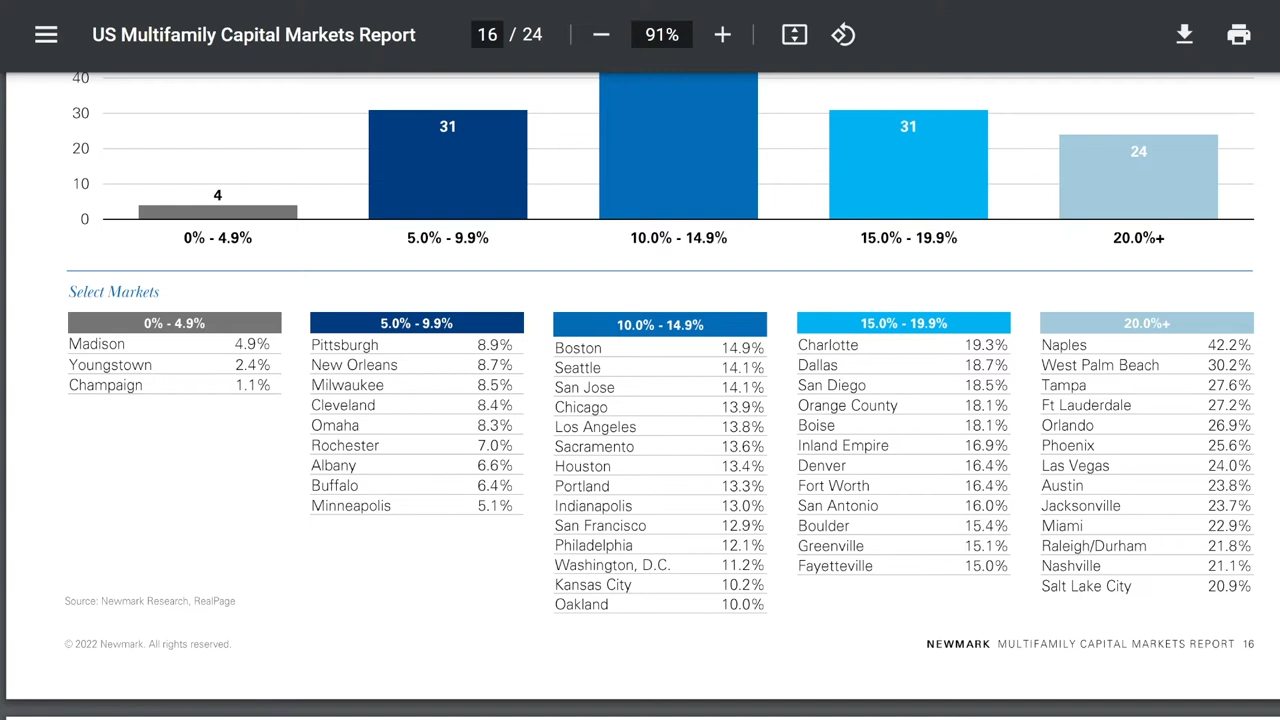 US Multifamily Capital Markets Report
16 / 24
91%
40
30
20
10
0
4
31
31
24
0% - 4.9%
5.0% - 9.9%
10.0% - 14.9%
15.0% - 19.9%
20.0%+
Select Markets
0% - 4.9%
Madison 4.9%
Youngstown 2.4%
Champaign 1.1%
5.0% - 9.9%
Pittsburgh 8.9%
New Orleans 8.7%
Milwaukee 8.5%
Cleveland 8.4%
Omaha 8.3%
Rochester 7.0%
Albany 6.6%
Buffalo 6.4%
Minneapolis 5.1%
10.0% - 14.9%
Boston 14.9%
Seattle 14.1%
San Jose 14.1%
Chicago 13.9%
Los Angeles 13.8%
Sacramento 13.6%
Houston 13.4%
Portland 13.3%
Indianapolis 13.0%
San Francisco 12.9%
Philadelphia 12.1%
Washington, D.C. 11.2%
Kansas City 10.2%
Oakland 10.0%
15.0% - 19.9%
Charlotte 19.3%
Dallas 18.7%
San Diego 18.5%
Orange County 18.1%
Boise 18.1%
Inland Empire 16.9%
Denver 16.4%
Fort Worth 16.4%
San Antonio 16.0%
Boulder 15.4%
Greenville 15.1%
Fayetteville 15.0%
20.0%+
Naples 42.2%
West Palm Beach 30.2%
Tampa 27.6%
Ft Lauderdale 27.2%
Orlando 26.9%
Phoenix 25.6%
Las Vegas 24.0%
Austin 23.8%
Jacksonville 23.7%
Miami 22.9%
Raleigh/Durham 21.8%
Nashville 21.1%
Salt Lake City 20.9%
Source: Newmark Research, RealPage
© 2022 Newmark. All rights reserved.
NEWMARK MULTIFAMILY CAPITAL MARKETS REPORT 16